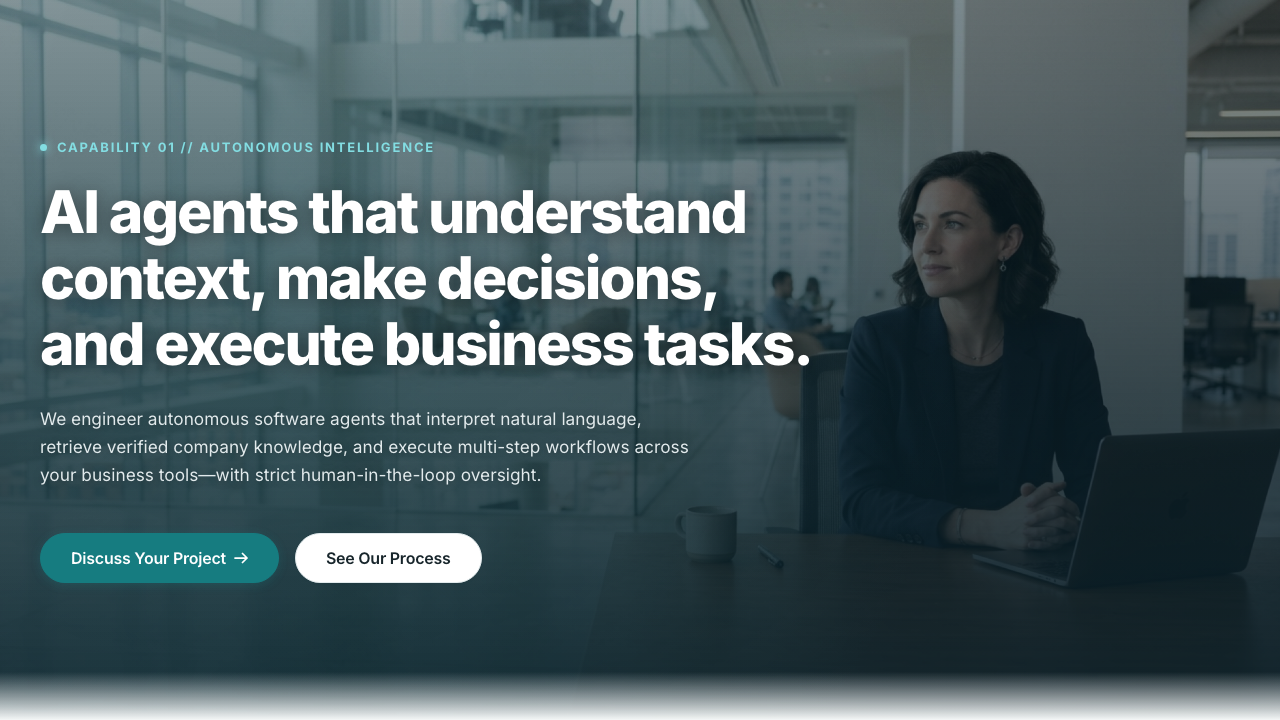 CAPABILITY 01 // AUTONOMOUS INTELLIGENCE
AI agents that understand
context, make decisions,
and execute business tasks.
We engineer autonomous software agents that interpret natural language,
retrieve verified company knowledge, and execute multi-step workflows across
your business tools—with strict human-in-the-loop oversight.
Discuss Your Project →
See Our Process